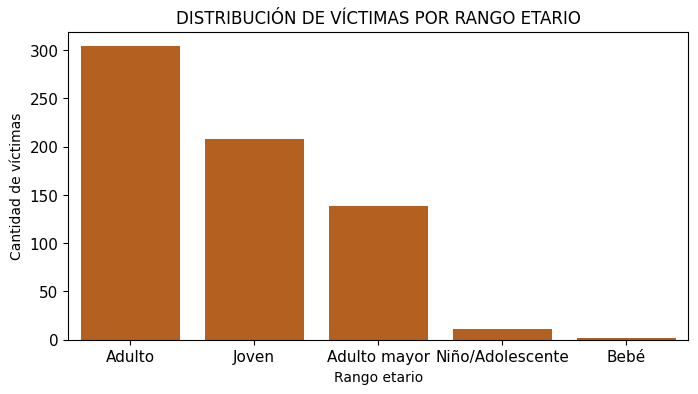 DISTRIBUCIÓN DE VÍCTIMAS POR RANGO ETARIO
Cantidad de víctimas
300
250
200
150
100
50
0
Adulto
Joven
Adulto mayor
Niño/Adolescente
Bebé
Rango etario